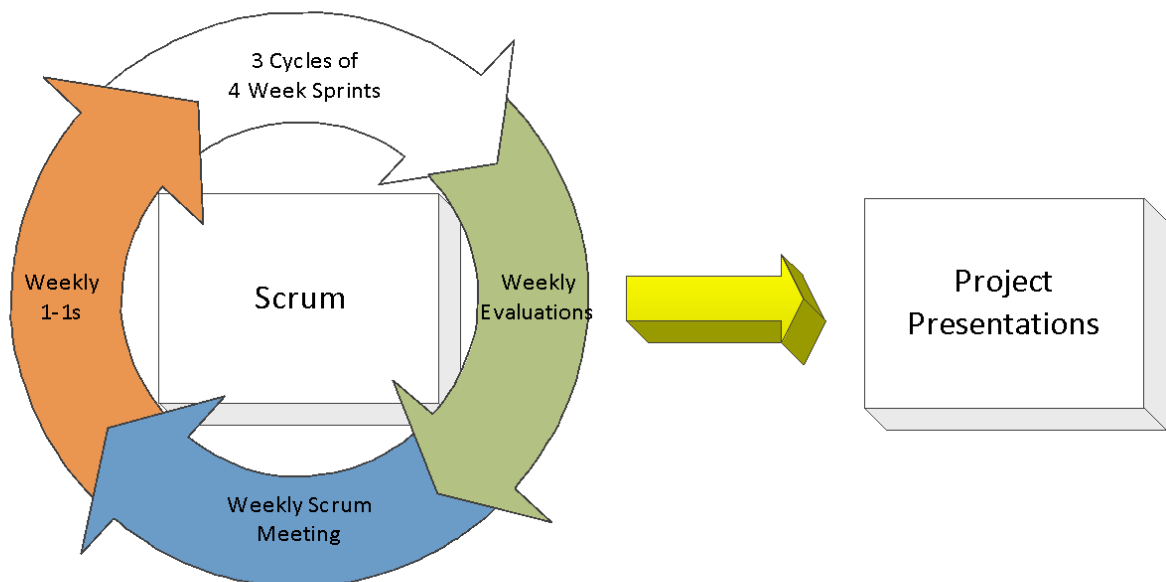 3 Cycles of
4 Week Sprints
Weekly
1-1s
Scrum
Weekly
Evaluations
Weekly Scrum
Meeting
Project
Presentations